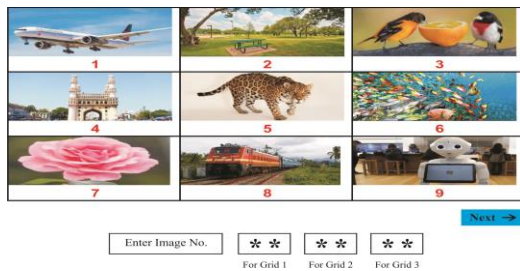 1 2 3
4 5 6
7 8 9
Next →
Enter Image No. * * * * * *
For Grid 1 For Grid 2 For Grid 3